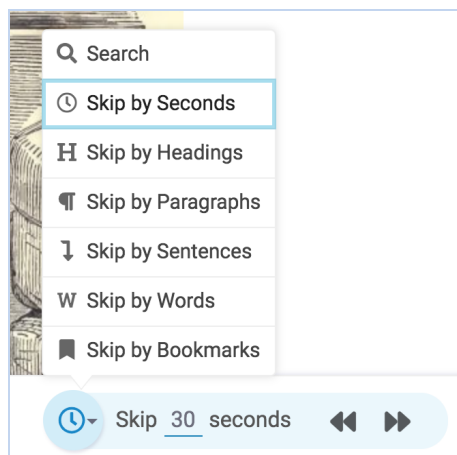 Search
Skip by Seconds
Skip by Headings
Skip by Paragraphs
Skip by Sentences
Skip by Words
Skip by Bookmarks
Skip 30 seconds